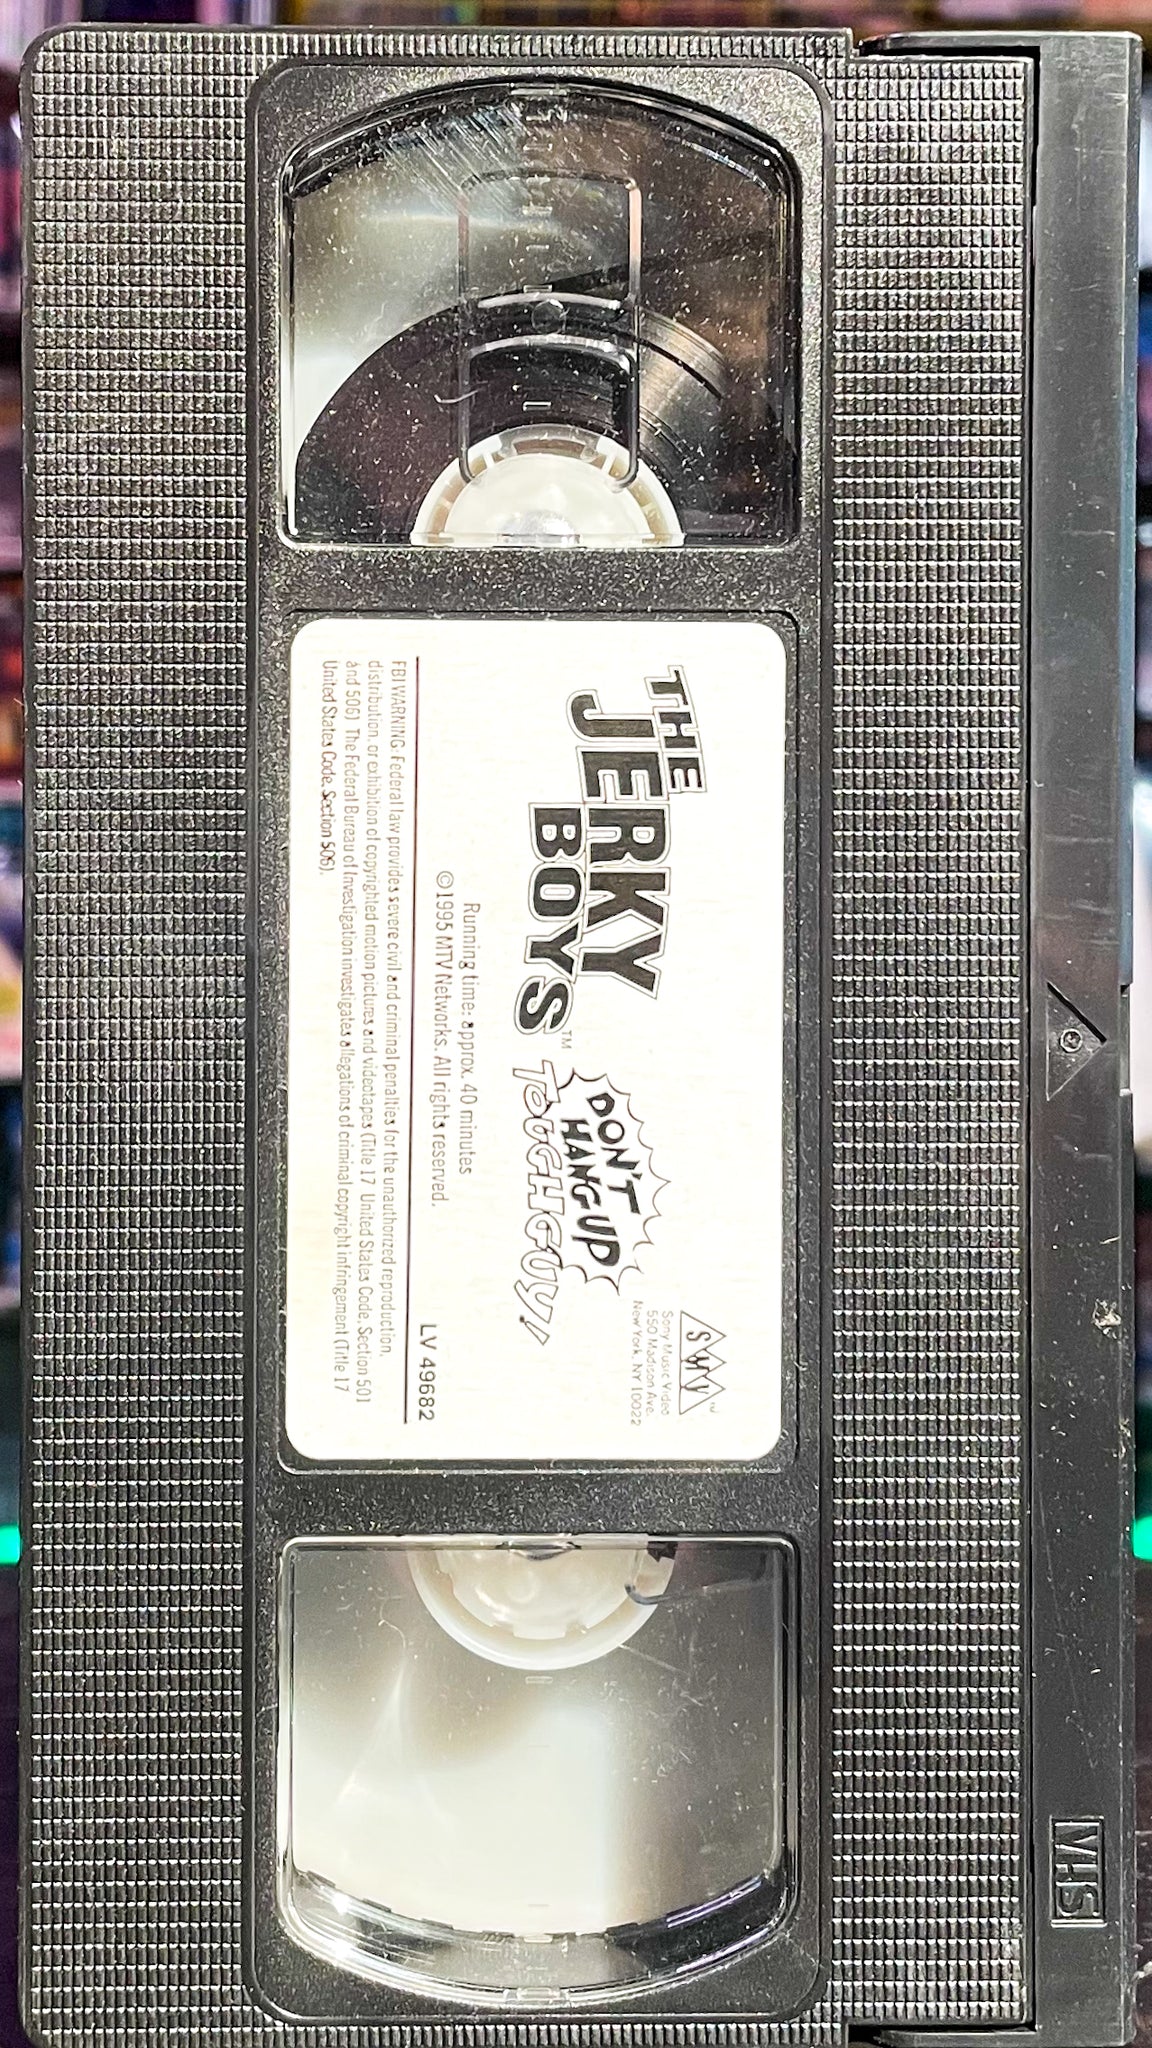 THE
JERKY
BOYS™
DON'T
HANG UP
TOUGHGUY!
SMV
Sony Music Video
550 Madison Ave.
New York, NY 10022
Running time: approx. 40 minutes
©1995 MTV Networks. All rights reserved.
LV 49682
FBI WARNING: Federal law provides severe civil and criminal penalties for the unauthorized reproduction,
distribution, or exhibition of copyrighted motion pictures and videotapes (Title 17 United States Code, Section 501
and 506) The Federal Bureau of Investigation investigates allegations of criminal copyright infringement (Title 17
United States Code, Section 506).
VHS